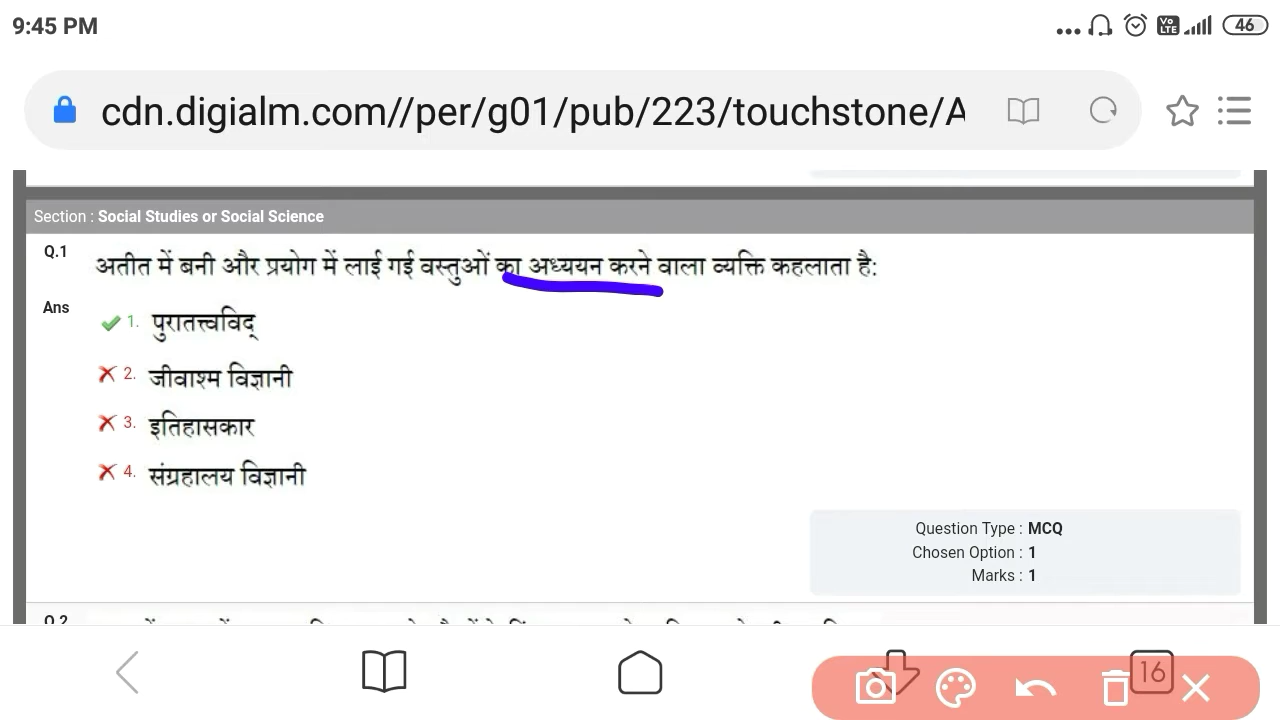 9:45 PM
Vo LTE
46
cdn.digialm.com//per/g01/pub/223/touchstone/A
Section : Social Studies or Social Science
Q.1 अतीत में बनी और प्रयोग में लाई गई वस्तुओं का अध्ययन करने वाला व्यक्ति कहलाता है:
Ans 1. पुरातत्त्वविद्
2. जीवाश्म विज्ञानी
3. इतिहासकार
4. संग्रहालय विज्ञानी
Question Type : MCQ
Chosen Option : 1
Marks : 1
Q.2
16